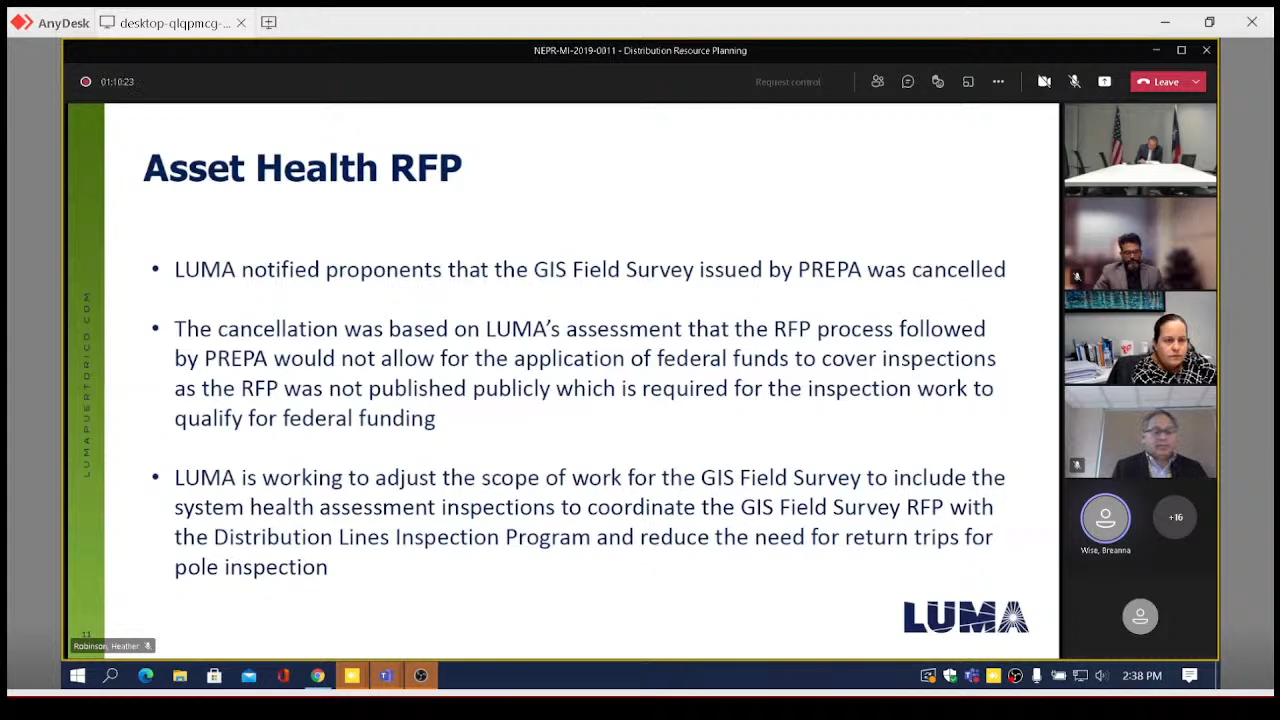 AnyDesk
desktop-qlqpmcg-...
NEPR-MI-2019-0011 - Distribution Resource Planning
01:10:23
Request control
Leave
Asset Health RFP
• LUMA notified proponents that the GIS Field Survey issued by PREPA was cancelled
• The cancellation was based on LUMA’s assessment that the RFP process followed
by PREPA would not allow for the application of federal funds to cover inspections
as the RFP was not published publicly which is required for the inspection work to
qualify for federal funding
• LUMA is working to adjust the scope of work for the GIS Field Survey to include the
system health assessment inspections to coordinate the GIS Field Survey RFP with
the Distribution Lines Inspection Program and reduce the need for return trips for
pole inspection
LUMAPUERTORICO.COM
11
LUMA
Robinson, Heather
+16
Wise, Breanna
2:38 PM